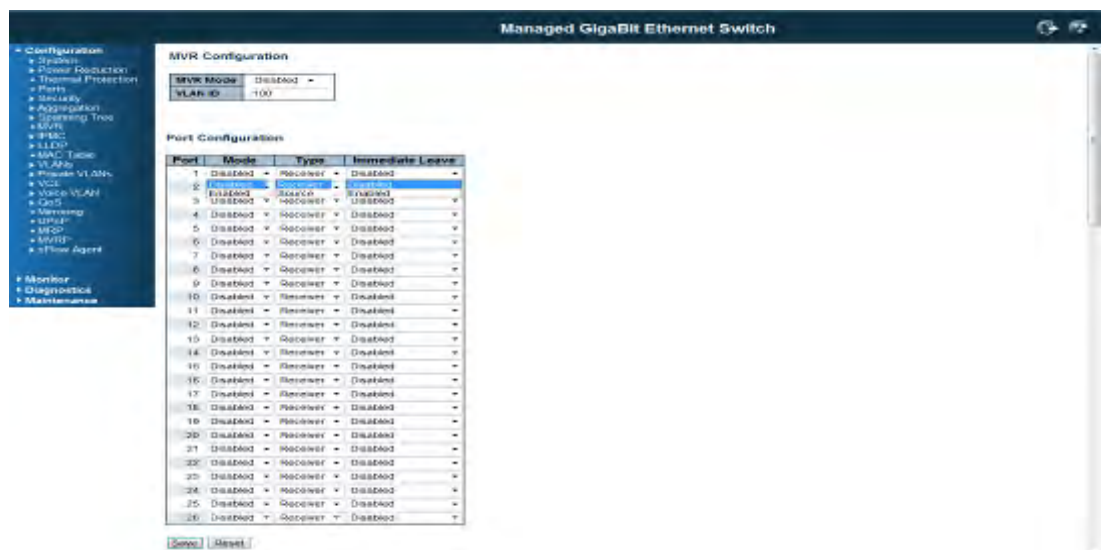 Managed GigaBit Ethernet Switch
Configuration
System
Power Reduction
Thermal Protection
Ports
Security
Aggregation
Spanning Tree
MVR
IPMC
LLDP
MAC Table
VLANs
Private VLANs
VCL
Voice VLAN
QoS
Mirroring
UPnP
MRP
MVRP
sFlow Agent
Monitor
Diagnostics
Maintenance
MVR Configuration
MVR Mode Disabled
VLAN ID 100
Port Configuration
Port Mode Type Immediate Leave
1 Disabled Receiver Disabled
2 Disabled Receiver Disabled
Enabled Source Enabled
3 Disabled Receiver Disabled
4 Disabled Receiver Disabled
5 Disabled Receiver Disabled
6 Disabled Receiver Disabled
7 Disabled Receiver Disabled
8 Disabled Receiver Disabled
9 Disabled Receiver Disabled
10 Disabled Receiver Disabled
11 Disabled Receiver Disabled
12 Disabled Receiver Disabled
13 Disabled Receiver Disabled
14 Disabled Receiver Disabled
15 Disabled Receiver Disabled
16 Disabled Receiver Disabled
17 Disabled Receiver Disabled
18 Disabled Receiver Disabled
19 Disabled Receiver Disabled
20 Disabled Receiver Disabled
21 Disabled Receiver Disabled
22 Disabled Receiver Disabled
23 Disabled Receiver Disabled
24 Disabled Receiver Disabled
25 Disabled Receiver Disabled
26 Disabled Receiver Disabled
Save Reset